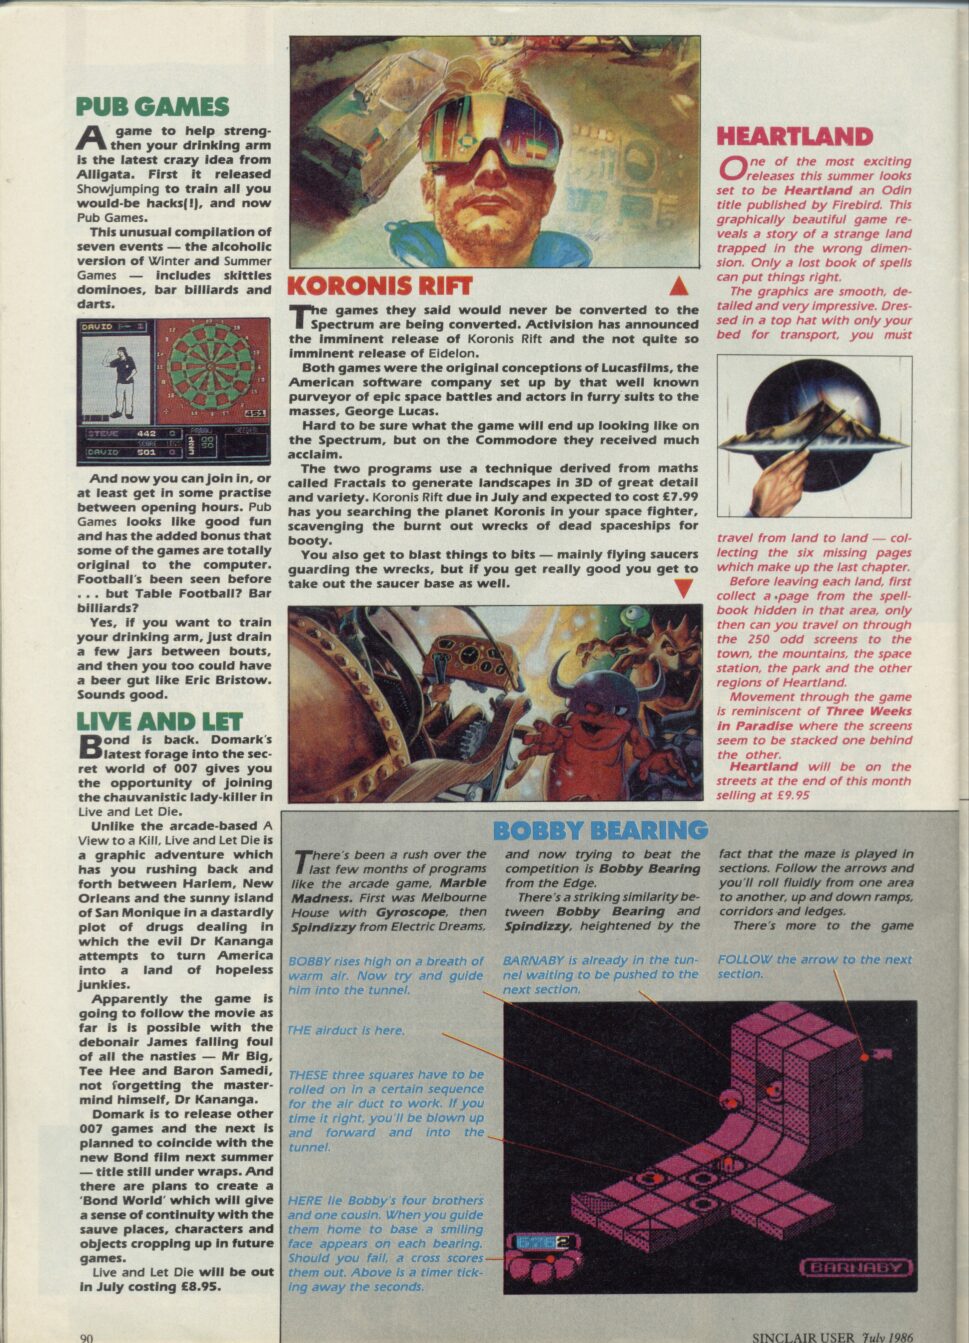 PUB GAMES
A game to help streng-
then your drinking arm
is the latest crazy idea from
Alligata. First it released
Showjumping to train all you
would-be hacks(!), and now
Pub Games.
This unusual compilation of
seven events — the alcoholic
version of Winter and Summer
Games — includes skittles
dominoes, bar billiards and
darts.
DAVID
451
STEVE 442 0
DAVID 501 0
And now you can join in, or
at least get in some practise
between opening hours. Pub
Games looks like good fun
and has the added bonus that
some of the games are totally
original to the computer.
Football's been seen before
. . . but Table Football? Bar
billiards?
Yes, if you want to train
your drinking arm, just drain
a few jars between bouts,
and then you too could have
a beer gut like Eric Bristow.
Sounds good.
LIVE AND LET
Bond is back. Domark's
latest forage into the sec-
ret world of 007 gives you
the opportunity of joining
the chauvanistic lady-killer in
Live and Let Die.
Unlike the arcade-based A
View to a Kill, Live and Let Die is
a graphic adventure which
has you rushing back and
forth between Harlem, New
Orleans and the sunny island
of San Monique in a dastardly
plot of drugs dealing in
which the evil Dr Kananga
attempts to turn America
into a land of hopeless
junkies.
Apparently the game is
going to follow the movie as
far is is possible with the
debonair James falling foul
of all the nasties — Mr Big,
Tee Hee and Baron Samedi,
not forgetting the master-
mind himself, Dr Kananga.
Domark is to release other
007 games and the next is
planned to coincide with the
new Bond film next summer
— title still under wraps. And
there are plans to create a
'Bond World' which will give
a sense of continuity with the
sauve places, characters and
objects cropping up in future
games.
Live and Let Die will be out
in July costing £8.95.
KORONIS RIFT
The games they said would never be converted to the
Spectrum are being converted. Activision has announced
the imminent release of Koronis Rift and the not quite so
imminent release of Eidelon.
Both games were the original conceptions of Lucasfilms, the
American software company set up by that well known
purveyor of epic space battles and actors in furry suits to the
masses, George Lucas.
Hard to be sure what the game will end up looking like on
the Spectrum, but on the Commodore they received much
acclaim.
The two programs use a technique derived from maths
called Fractals to generate landscapes in 3D of great detail
and variety. Koronis Rift due in July and expected to cost £7.99
has you searching the planet Koronis in your space fighter,
scavenging the burnt out wrecks of dead spaceships for
booty.
You also get to blast things to bits — mainly flying saucers
guarding the wrecks, but if you get really good you get to
take out the saucer base as well.
HEARTLAND
One of the most exciting
releases this summer looks
set to be Heartland an Odin
title published by Firebird. This
graphically beautiful game re-
veals a story of a strange land
trapped in the wrong dimen-
sion. Only a lost book of spells
can put things right.
The graphics are smooth, de-
tailed and very impressive. Dres-
sed in a top hat with only your
bed for transport, you must
travel from land to land — col-
lecting the six missing pages
which make up the last chapter.
Before leaving each land, first
collect a page from the spell-
book hidden in that area, only
then can you travel on through
the 250 odd screens to the
town, the mountains, the space
station, the park and the other
regions of Heartland.
Movement through the game
is reminiscent of Three Weeks
in Paradise where the screens
seem to be stacked one behind
the other.
Heartland will be on the
streets at the end of this month
selling at £9.95
BOBBY BEARING
There's been a rush over the
last few months of programs
like the arcade game, Marble
Madness. First was Melbourne
House with Gyroscope, then
Spindizzy from Electric Dreams,
and now trying to beat the
competition is Bobby Bearing
from the Edge.
There's a striking similarity be-
tween Bobby Bearing and
Spindizzy, heightened by the
fact that the maze is played in
sections. Follow the arrows and
you'll roll fluidly from one area
to another, up and down ramps,
corridors and ledges.
There's more to the game
BOBBY rises high on a breath of
warm air. Now try and guide
him into the tunnel.
BARNABY is already in the tun-
nel waiting to be pushed to the
next section.
FOLLOW the arrow to the next
section.
THE airduct is here.
THESE three squares have to be
rolled on in a certain sequence
for the air duct to work. If you
time it right, you'll be blown up
and forward and into the
tunnel.
HERE lie Bobby's four brothers
and one cousin. When you guide
them home to base a smiling
face appears on each bearing.
Should you fail, a cross scores
them out. Above is a timer tick-
ing away the seconds.
BARNABY
90
SINCLAIR USER July 1986